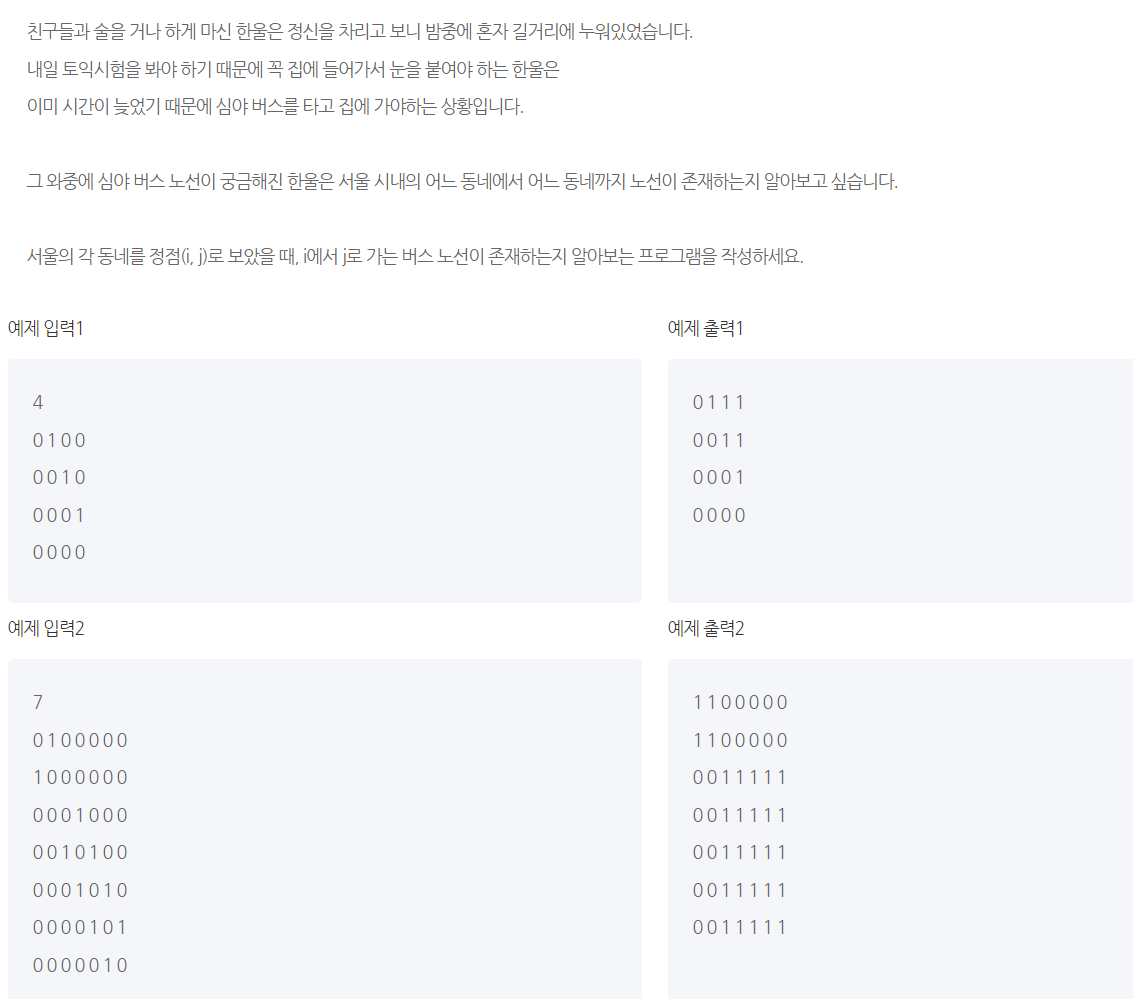 친구들과 술을 거나 하게 마신 한울은 정신을 차리고 보니 밤중에 혼자 길거리에 누워있었습니다.
내일 토익시험을 봐야 하기 때문에 꼭 집에 들어가서 눈을 붙여야 하는 한울은
이미 시간이 늦었기 때문에 심야 버스를 타고 집에 가야하는 상황입니다.
그 와중에 심야 버스 노선이 궁금해진 한울은 서울 시내의 어느 동네에서 어느 동네까지 노선이 존재하는지 알아보고 싶습니다.
서울의 각 동네를 정점(i, j)로 보았을 때, i에서 j로 가는 버스 노선이 존재하는지 알아보는 프로그램을 작성하세요.
예제 입력1
4
0 1 0 0
0 0 1 0
0 0 0 1
0 0 0 0
예제 출력1
0 1 1 1
0 0 1 1
0 0 0 1
0 0 0 0
예제 입력2
7
0 1 0 0 0 0 0
1 0 0 0 0 0 0
0 0 0 1 0 0 0
0 0 1 0 1 0 0
0 0 0 1 0 1 0
0 0 0 0 1 0 1
0 0 0 0 0 1 0
예제 출력2
1 1 0 0 0 0 0
1 1 0 0 0 0 0
0 0 1 1 1 1 1
0 0 1 1 1 1 1
0 0 1 1 1 1 1
0 0 1 1 1 1 1
0 0 1 1 1 1 1